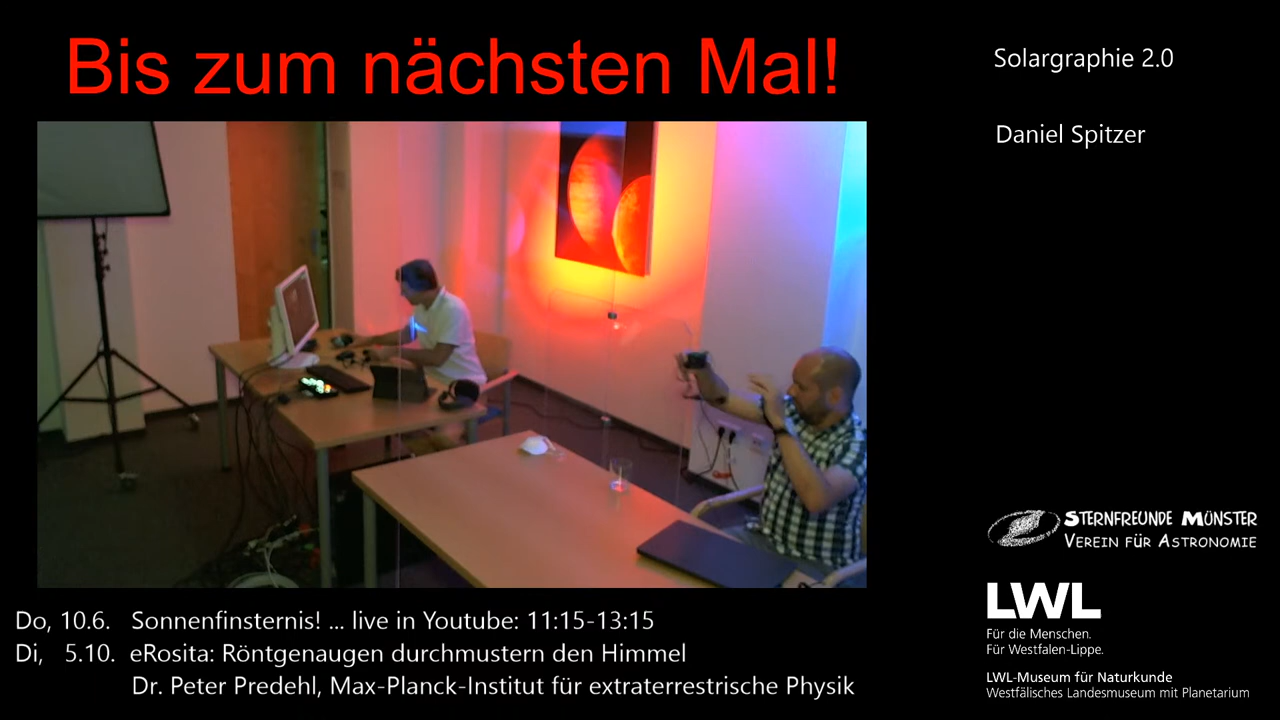 Bis zum nächsten Mal!
Solargraphie 2.0
Daniel Spitzer
STERNFREUNDE MÜNSTER
VEREIN FÜR ASTRONOMIE
LWL
Für die Menschen.
Für Westfalen-Lippe.
LWL-Museum für Naturkunde
Westfälisches Landesmuseum mit Planetarium
Do, 10.6. Sonnenfinsternis! ... live in Youtube: 11:15-13:15
Di, 5.10. eRosita: Röntgenaugen durchmustern den Himmel
Dr. Peter Predehl, Max-Planck-Institut für extraterrestrische Physik